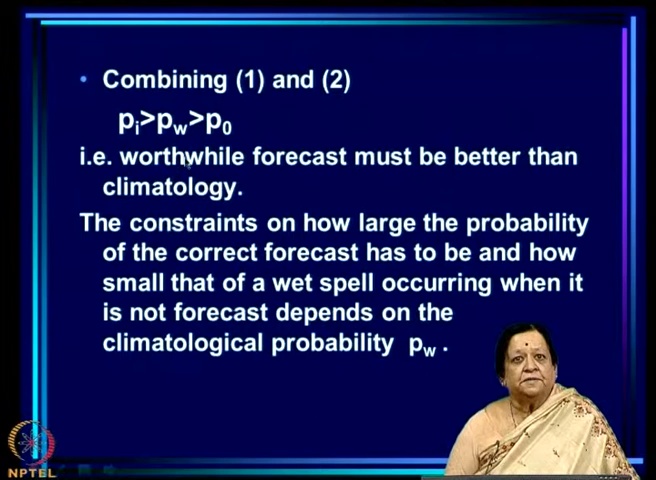 • Combining (1) and (2)
pi>pw>p0
i.e. worthwhile forecast must be better than
climatology.
The constraints on how large the probability
of the correct forecast has to be and how
small that of a wet spell occurring when it
is not forecast depends on the
climatological probability pw .
NPTEL